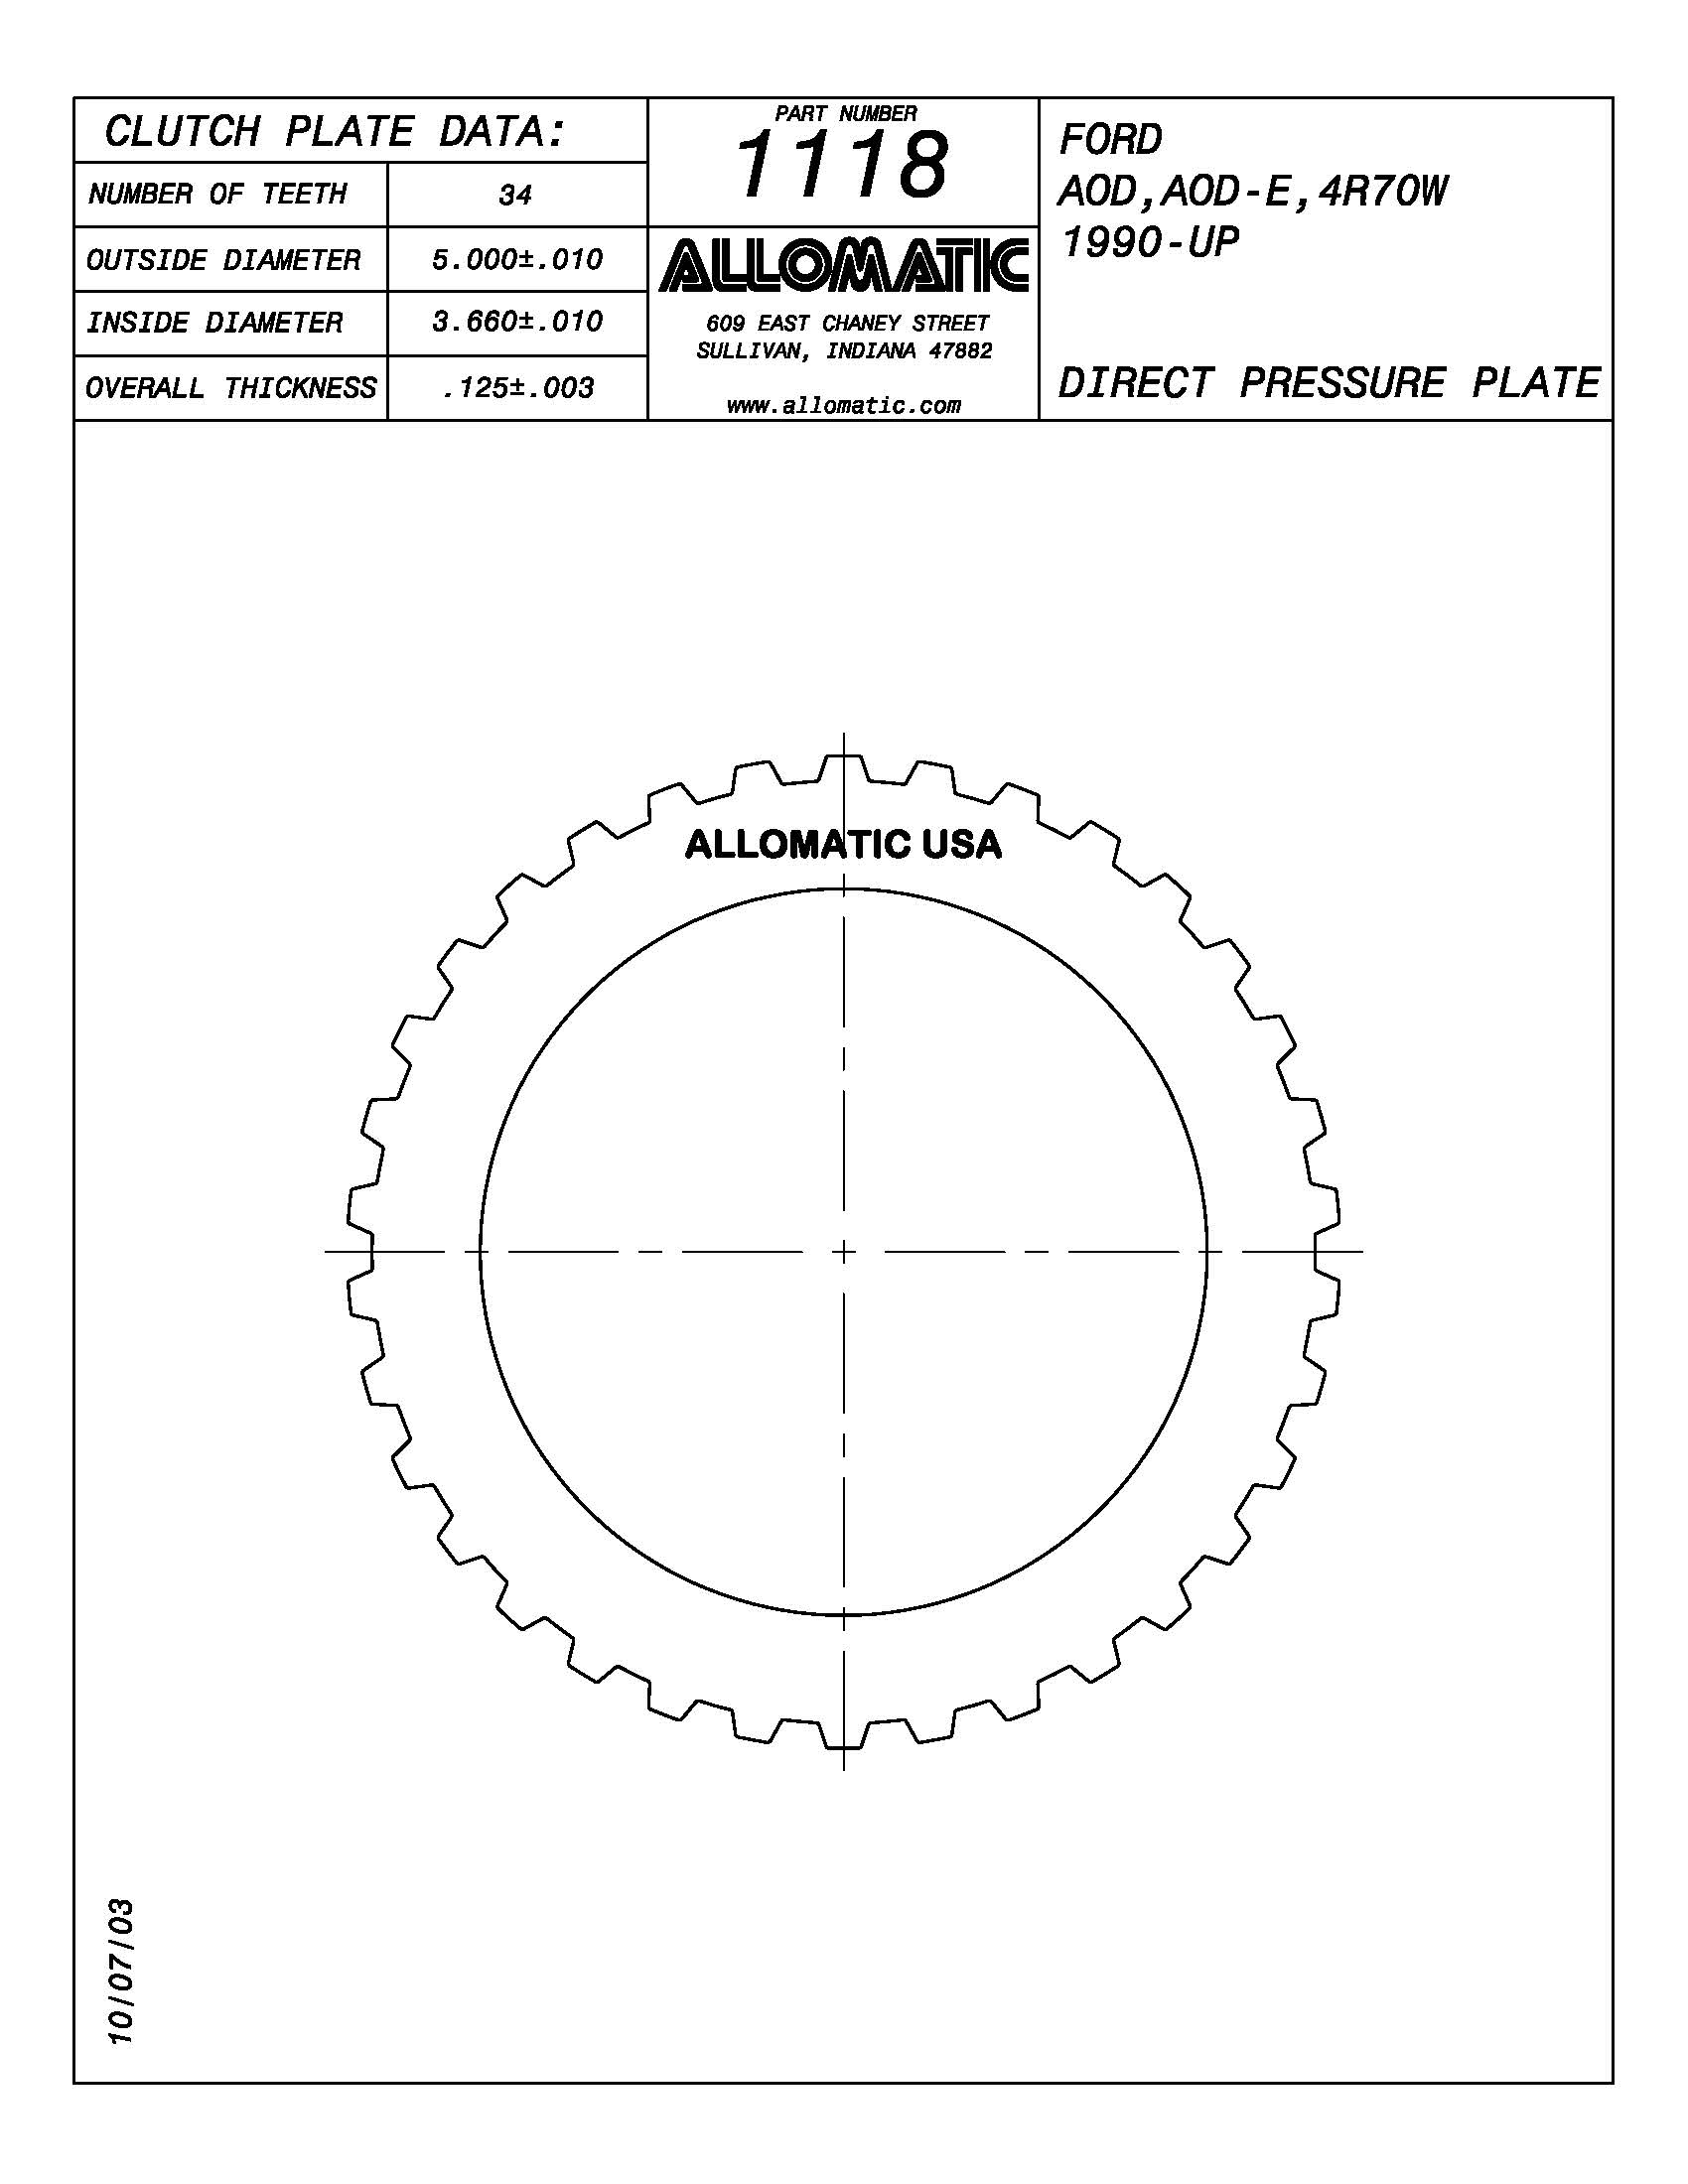 CLUTCH PLATE DATA:
NUMBER OF TEETH 34
OUTSIDE DIAMETER 5.000±.010
INSIDE DIAMETER 3.660±.010
OVERALL THICKNESS .125±.003
PART NUMBER
1118
ALLOMATIC
609 EAST CHANEY STREET
SULLIVAN, INDIANA 47882
www.allomatic.com
FORD
AOD,AOD-E,4R70W
1990-UP
DIRECT PRESSURE PLATE
ALLOMATIC USA
10/07/03